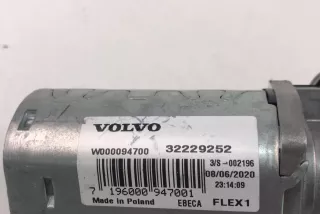 VOLVO
W000094700 32229252
3/S -002196
08/06/2020
23:14:09
7 196000 947001
Made in Poland EBECA FLEX1